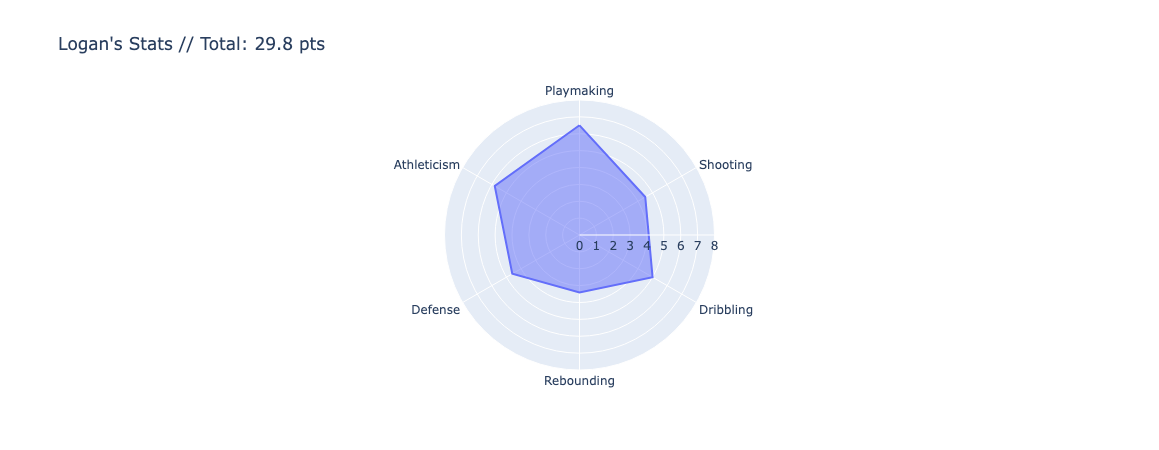 Logan's Stats // Total: 29.8 pts
Playmaking
Athleticism
Shooting
0 1 2 3 4 5 6 7 8
Defense
Dribbling
Rebounding